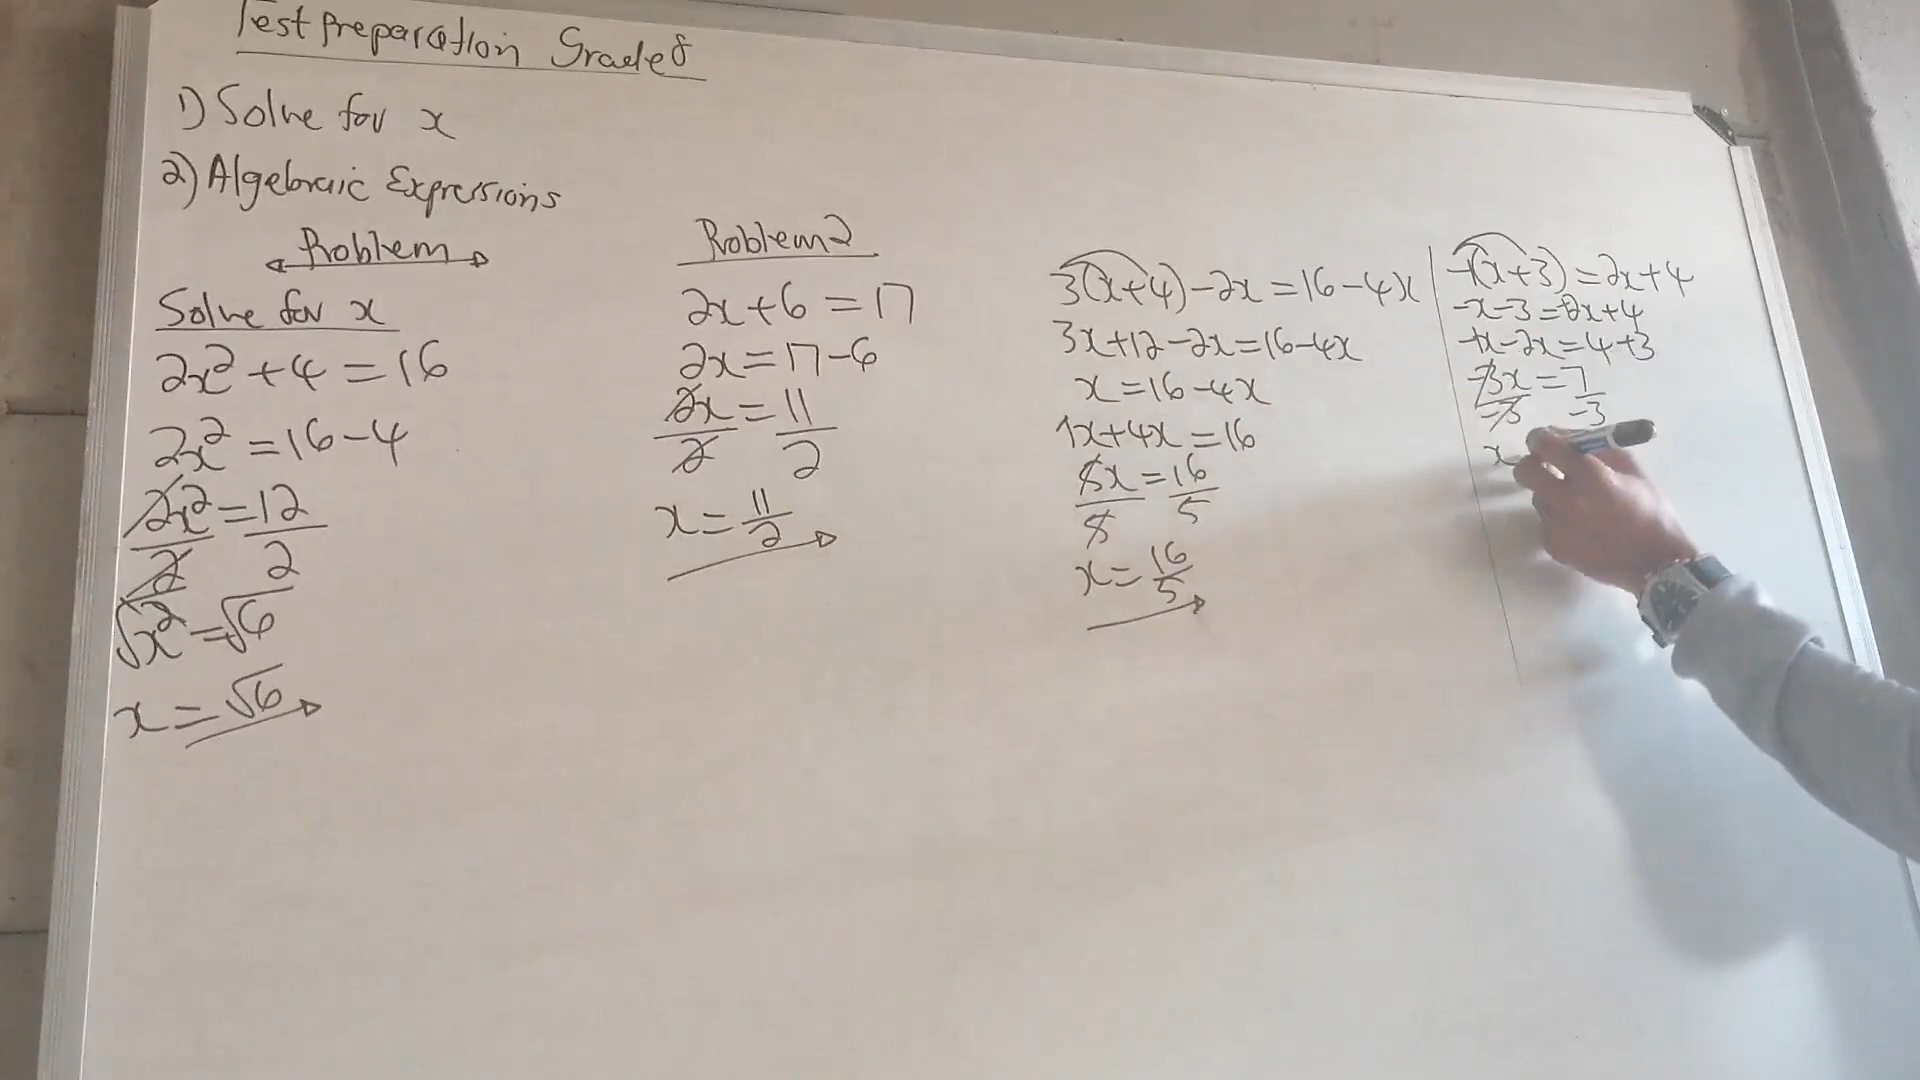 Test Preparation Grade 8
1) Solve for x
2) Algebraic Expressions
Problem
Solve for x
2x² + 4 = 16
2x² = 16 - 4
2x²/2 = 12/2
√x² = √6
x = √6
Problem 2
2x + 6 = 17
2x = 17 - 6
2x/2 = 11/2
x = 11/2
3(x+4) - 2x = 16 - 4x
3x + 12 - 2x = 16 - 4x
x = 16 - 4x
1x + 4x = 16
5x/5 = 16/5
x = 16/5
-1(x+3) = 2x + 4
-x - 3 = 2x + 4
-1x - 2x = 4 + 3
-3x/-3 = 7/-3
x